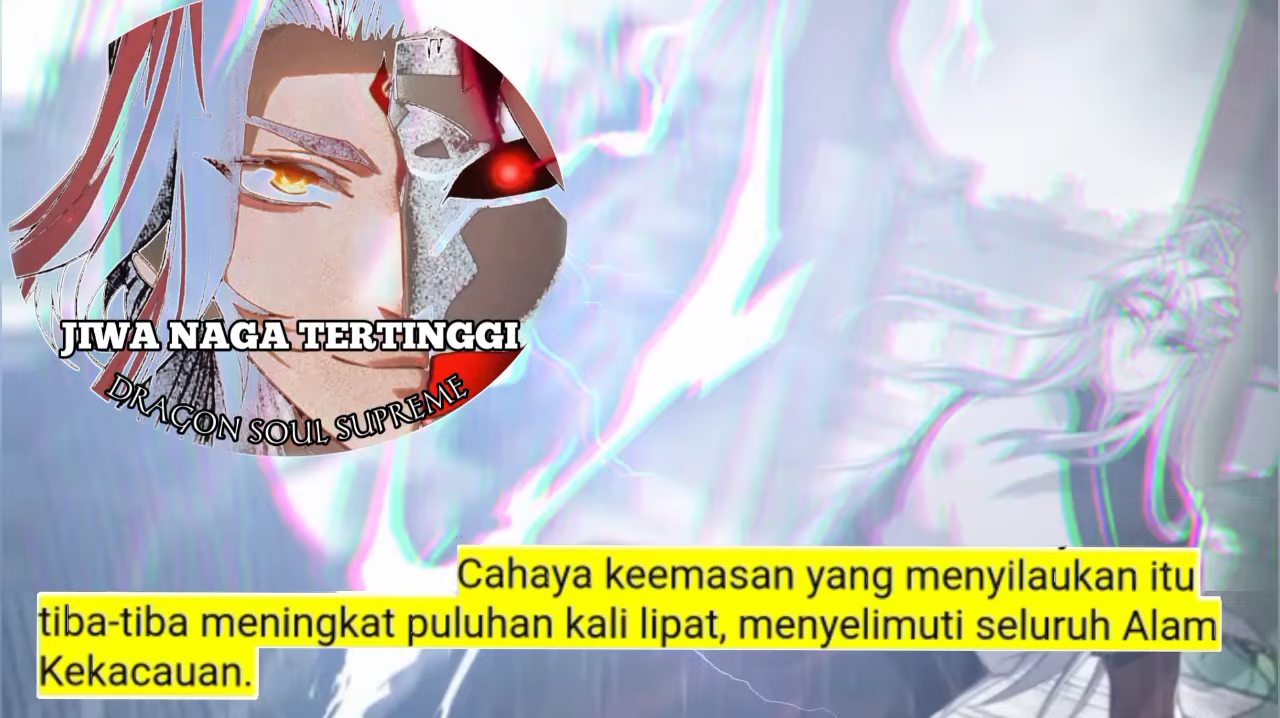 JIWA NAGA TERTINGGI
DRAGON SOUL SUPREME
Cahaya keemasan yang menyilaukan itu
tiba-tiba meningkat puluhan kali lipat, menyelimuti seluruh Alam
Kekacauan.